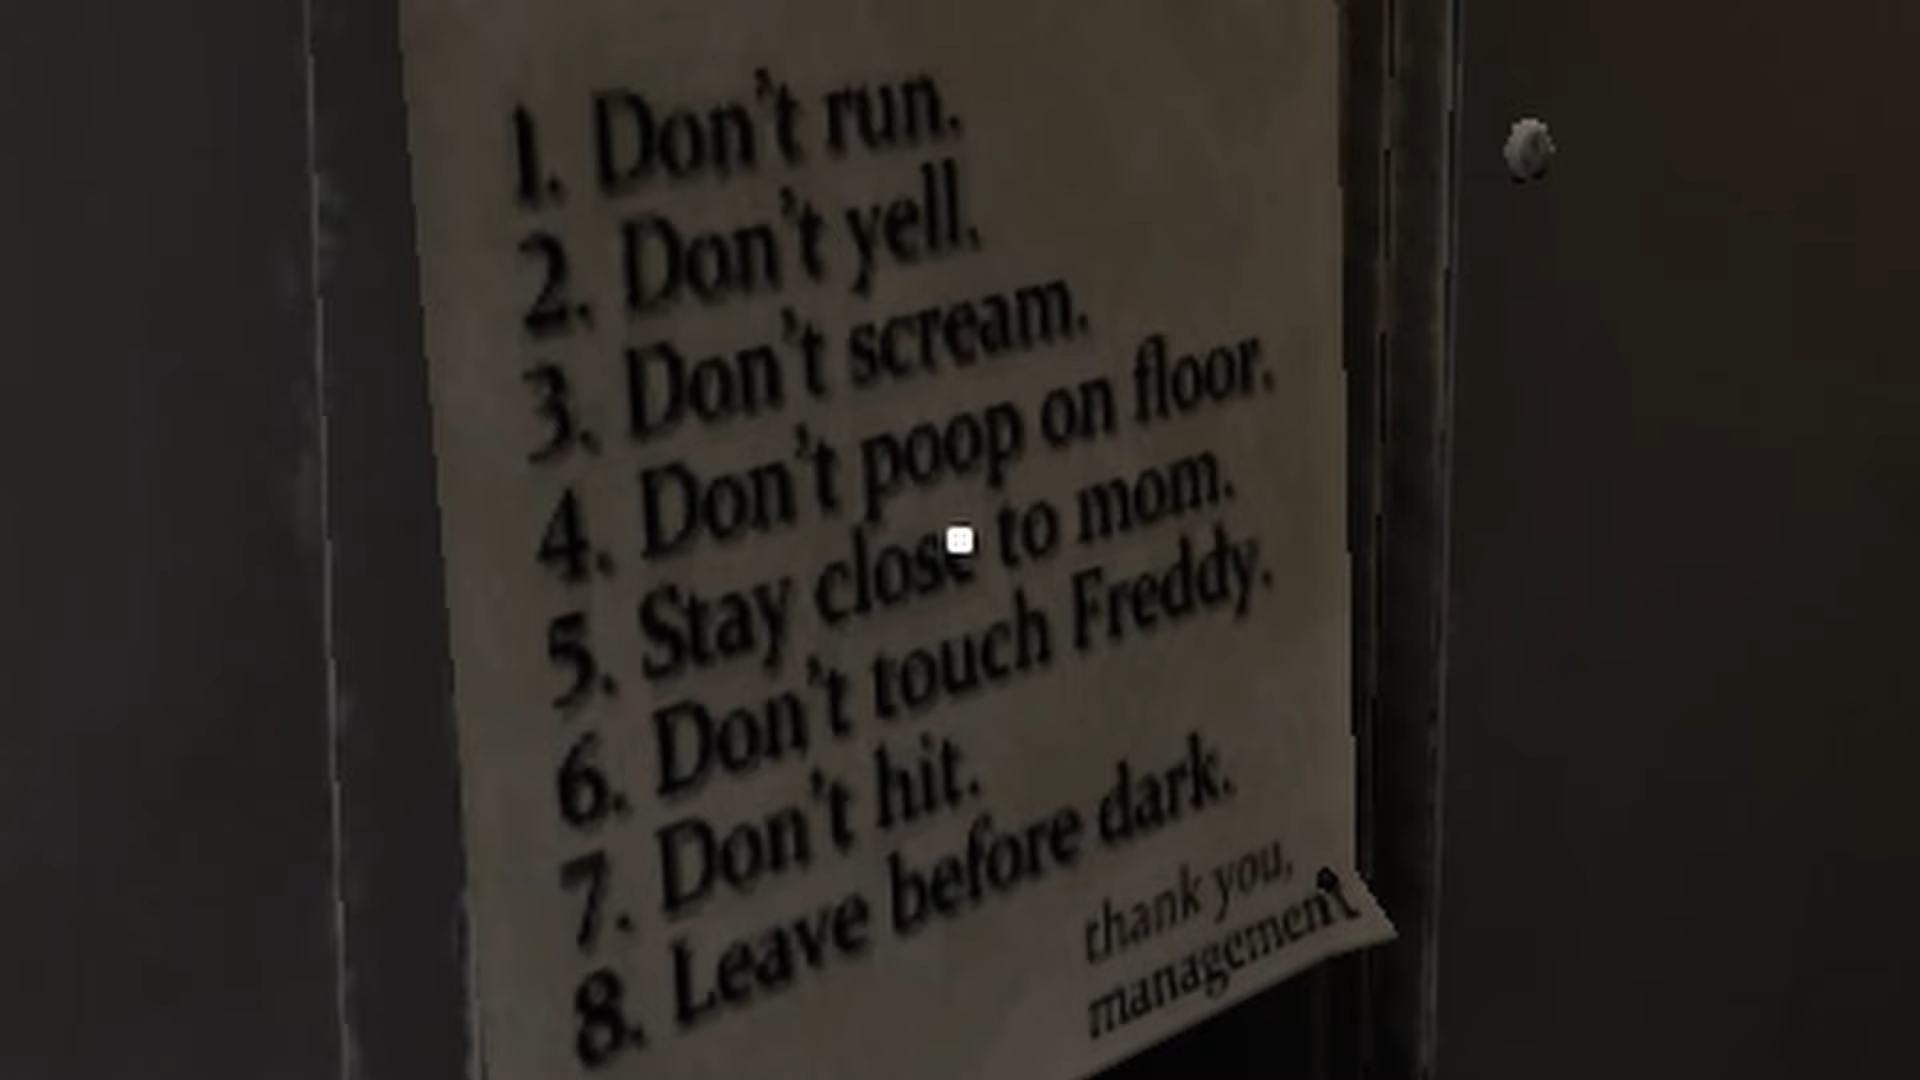 1. Don't run.
2. Don't yell.
3. Don't scream.
4. Don't poop on floor.
5. Stay close to mom.
6. Don't touch Freddy.
7. Don't hit.
8. Leave before dark.
thank you,
management